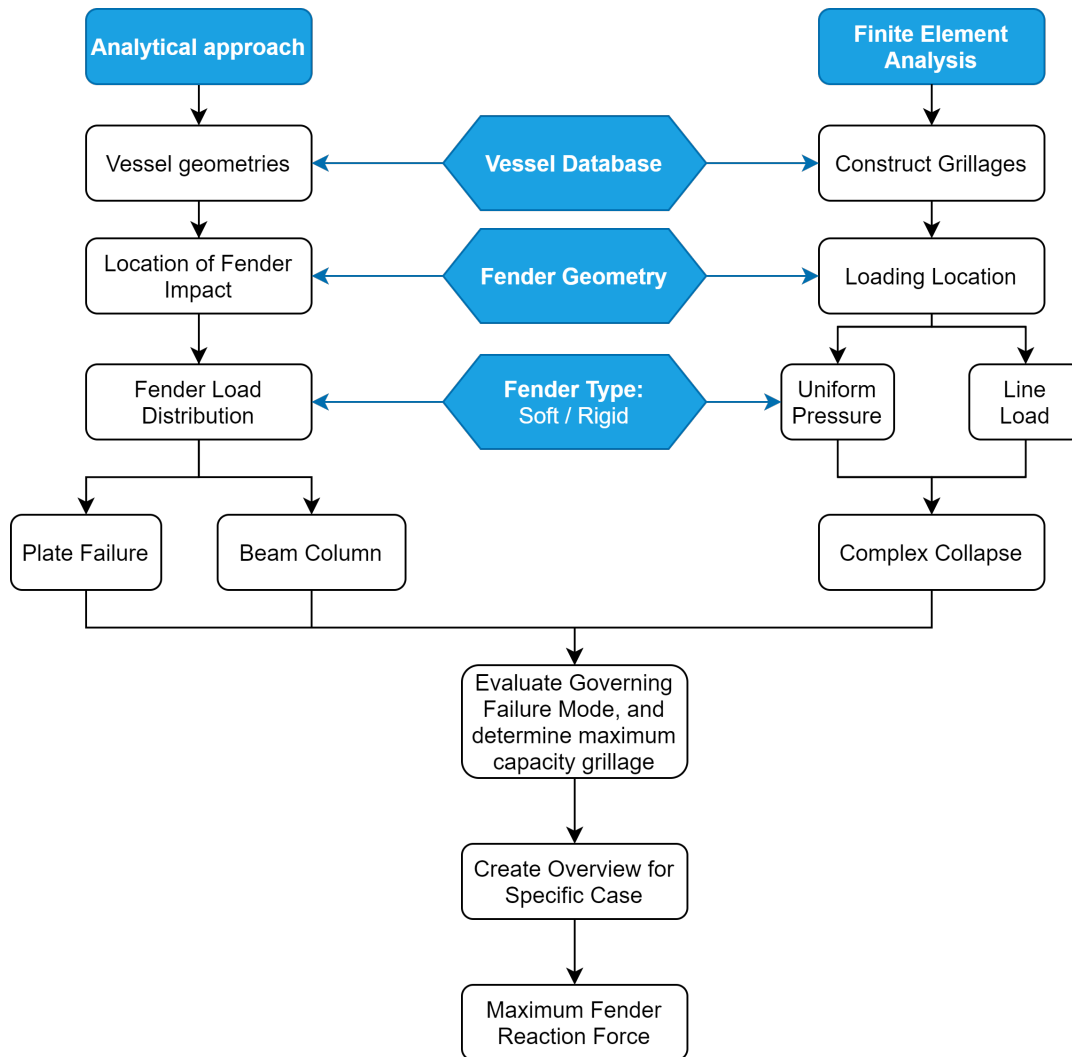 Analytical approach
Finite Element
Analysis
Vessel geometries
Vessel Database
Construct Grillages
Location of Fender
Impact
Fender Geometry
Loading Location
Fender Load
Distribution
Fender Type:
Soft / Rigid
Uniform
Pressure
Line
Load
Plate Failure
Beam Column
Complex Collapse
Evaluate Governing
Failure Mode, and
determine maximum
capacity grillage
Create Overview for
Specific Case
Maximum Fender
Reaction Force